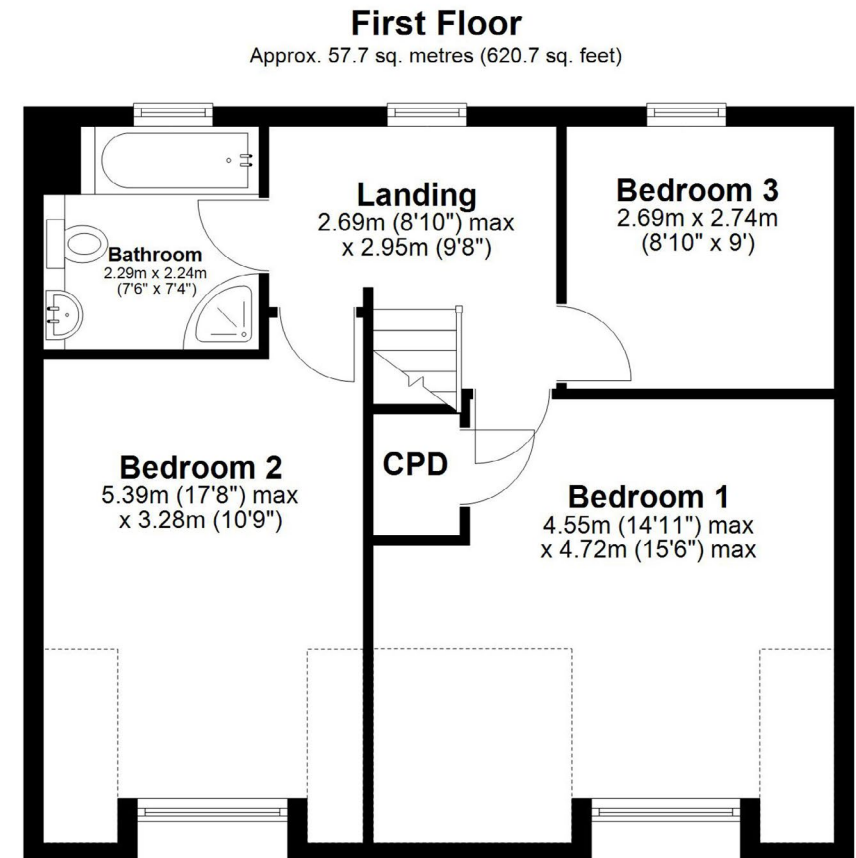 First Floor
Approx. 57.7 sq. metres (620.7 sq. feet)
Landing
2.69m (8'10") max
x 2.95m (9'8")
Bedroom 3
2.69m x 2.74m
(8'10" x 9')
Bathroom
2.29m x 2.24m
(7'6" x 7'4")
Bedroom 2
5.39m (17'8") max
x 3.28m (10'9")
CPD
Bedroom 1
4.55m (14'11") max
x 4.72m (15'6") max